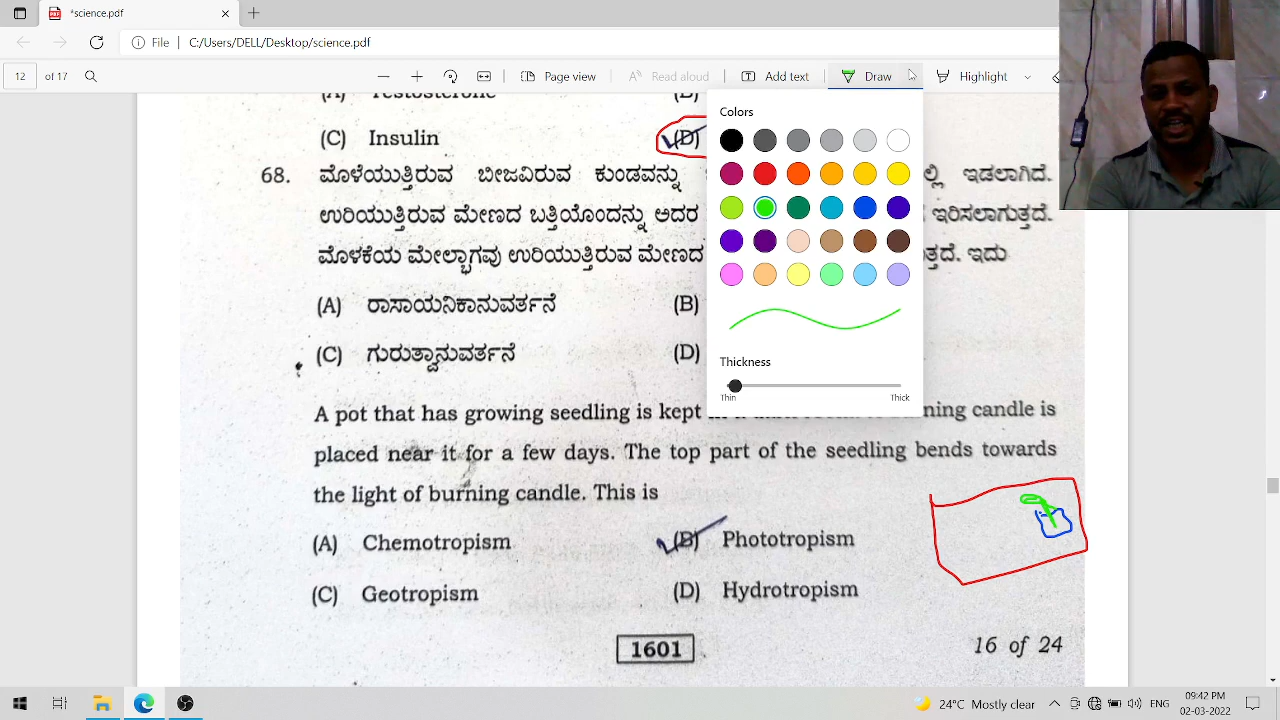 *science.pdf
File C:/Users/DELL/Desktop/science.pdf
12 of 17 Page view Read aloud Add text Draw Highlight
Colors
Thickness
Thin Thick
(A) Testosterone
(C) Insulin (D)
68. ಮೊಳೆಯುತ್ತಿರುವ ಬೀಜವಿರುವ ಕುಂಡವನ್ನು ಇಡಲಾಗಿದೆ.
ಉರಿಯುತ್ತಿರುವ ಮೇಣದ ಬತ್ತಿಯೊಂದನ್ನು ಅದರ ಇರಿಸಲಾಗುತ್ತದೆ.
ಮೊಳಕೆಯ ಮೇಲ್ಭಾಗವು ಉರಿಯುತ್ತಿರುವ ಮೇಣದ ಇದು
(A) ರಾಸಾಯನಿಕಾನುವರ್ತನೆ (B)
(C) ಗುರುತ್ವಾನುವರ್ತನೆ (D)
A pot that has growing seedling is kept candle is
placed near it for a few days. The top part of the seedling bends towards
the light of burning candle. This is
(A) Chemotropism (B) Phototropism
(C) Geotropism (D) Hydrotropism
1601 16 of 24
24°C Mostly clear ENG 09:42 PM
02-03-2022